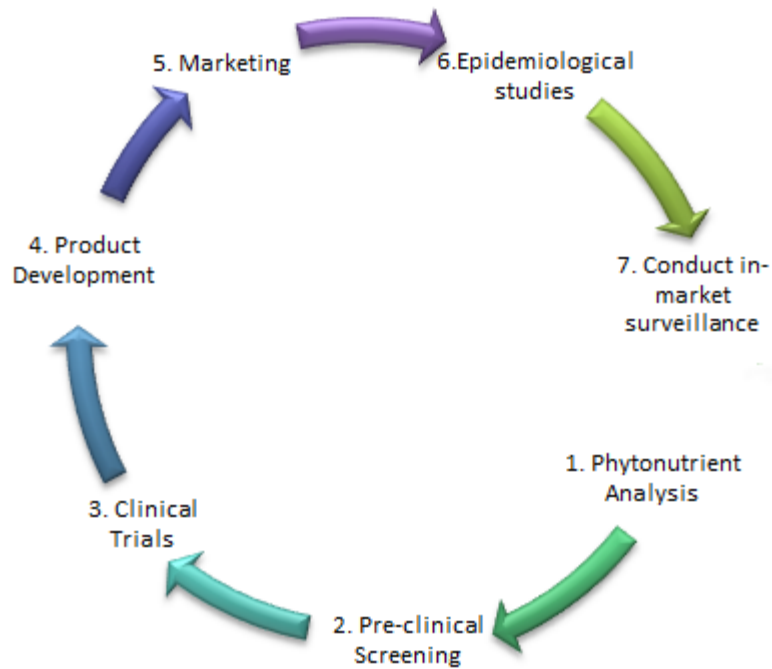 5. Marketing
6.Epidemiological
studies
4. Product
Development
7. Conduct in-
market
surveillance
1. Phytonutrient
Analysis
3. Clinical
Trials
2. Pre-clinical
Screening